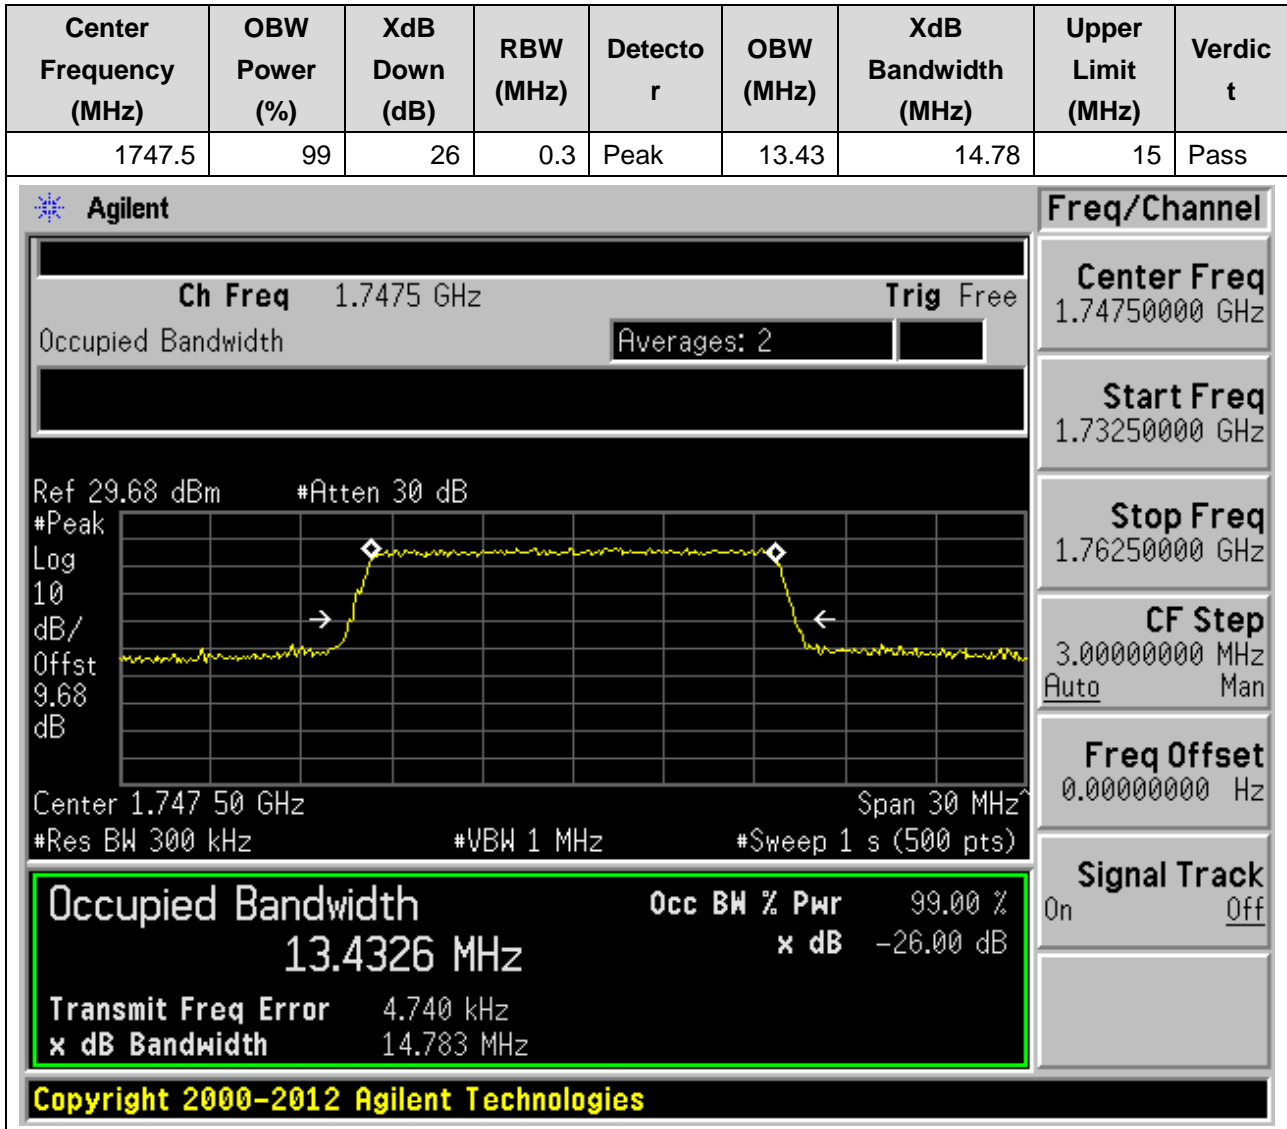 Center Frequency (MHz) OBW Power (%) XdB Down (dB) RBW (MHz) Detecto r OBW (MHz) XdB Bandwidth (MHz) Upper Limit (MHz) Verdic t
1747.5 99 26 0.3 Peak 13.43 14.78 15 Pass
Agilent
Freq/Channel
Ch Freq 1.7475 GHz Trig Free
Occupied Bandwidth Averages: 2
Center Freq
1.74750000 GHz
Start Freq
1.73250000 GHz
Stop Freq
1.76250000 GHz
CF Step
3.00000000 MHz
Auto Man
Freq Offset
0.00000000 Hz
Signal Track
On Off
Ref 29.68 dBm #Atten 30 dB
#Peak
Log
10
dB/
Offst
9.68
dB
Center 1.747 50 GHz Span 30 MHz^
#Res BW 300 kHz #VBW 1 MHz #Sweep 1 s (500 pts)
Occupied Bandwidth Occ BW % Pwr 99.00 %
13.4326 MHz x dB -26.00 dB
Transmit Freq Error 4.740 kHz
x dB Bandwidth 14.783 MHz
Copyright 2000-2012 Agilent Technologies